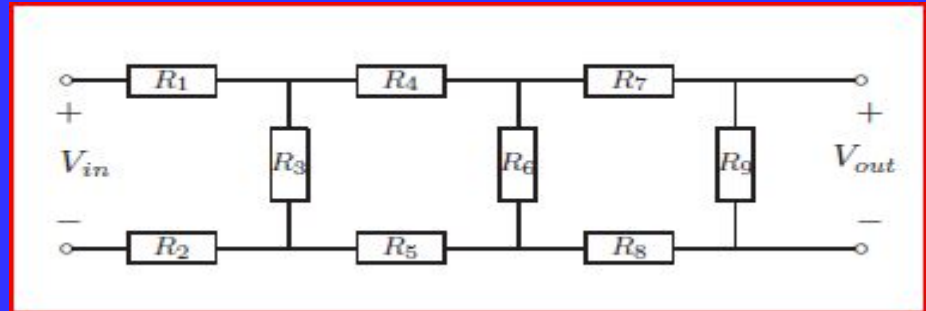 R1 R4 R7
+ +
Vin R3 R6 R9 Vout
− −
R2 R5 R8